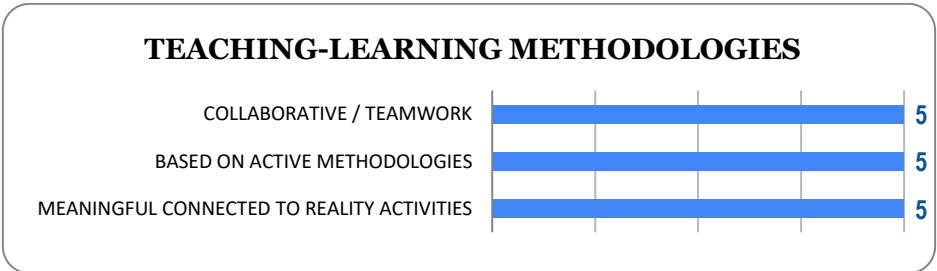 TEACHING-LEARNING METHODOLOGIES
COLLABORATIVE / TEAMWORK 5
BASED ON ACTIVE METHODOLOGIES 5
MEANINGFUL CONNECTED TO REALITY ACTIVITIES 5